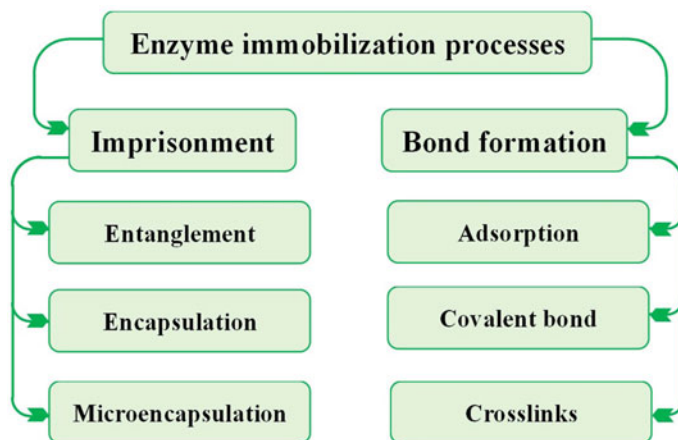 Enzyme immobilization processes
Imprisonment
Bond formation
Entanglement
Adsorption
Encapsulation
Covalent bond
Microencapsulation
Crosslinks